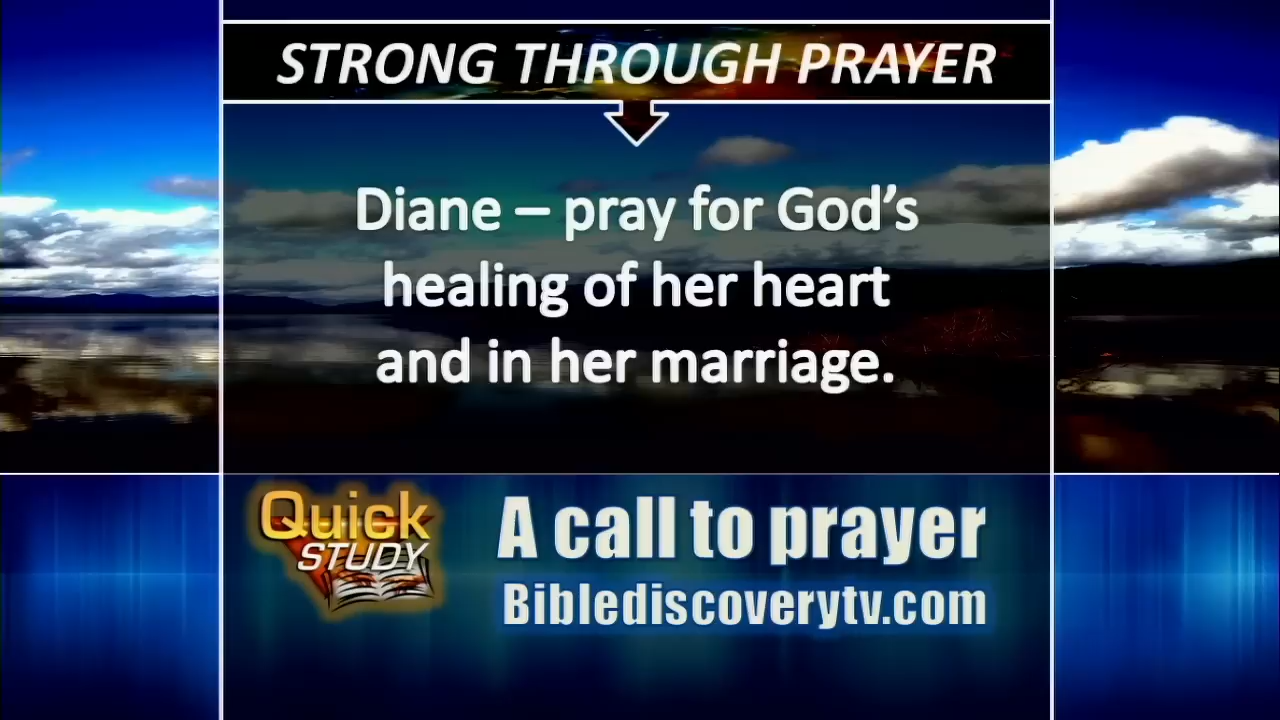 STRONG THROUGH PRAYER
Diane – pray for God’s
healing of her heart
and in her marriage.
Quick
STUDY
A call to prayer
Biblediscoverytv.com